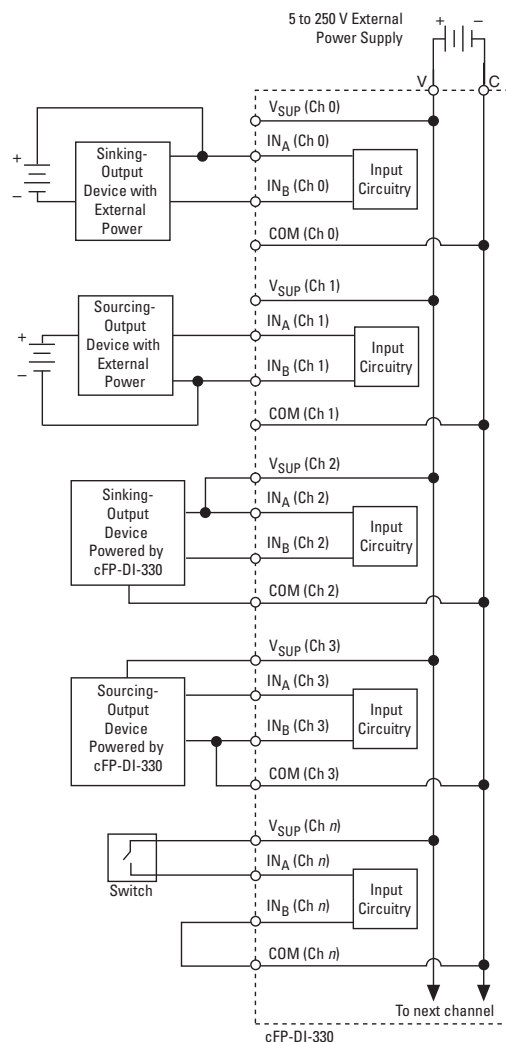 5 to 250 V External
Power Supply
+ –
V C
V_SUP (Ch 0)
IN_A (Ch 0)
IN_B (Ch 0)
COM (Ch 0)
Input
Circuitry
+
–
Sinking-
Output
Device with
External
Power
V_SUP (Ch 1)
IN_A (Ch 1)
IN_B (Ch 1)
COM (Ch 1)
Input
Circuitry
+
–
Sourcing-
Output
Device with
External
Power
V_SUP (Ch 2)
IN_A (Ch 2)
IN_B (Ch 2)
COM (Ch 2)
Input
Circuitry
Sinking-
Output
Device
Powered by
cFP-DI-330
V_SUP (Ch 3)
IN_A (Ch 3)
IN_B (Ch 3)
COM (Ch 3)
Input
Circuitry
Sourcing-
Output
Device
Powered by
cFP-DI-330
V_SUP (Ch n)
IN_A (Ch n)
IN_B (Ch n)
COM (Ch n)
Input
Circuitry
Switch
To next channel
cFP-DI-330